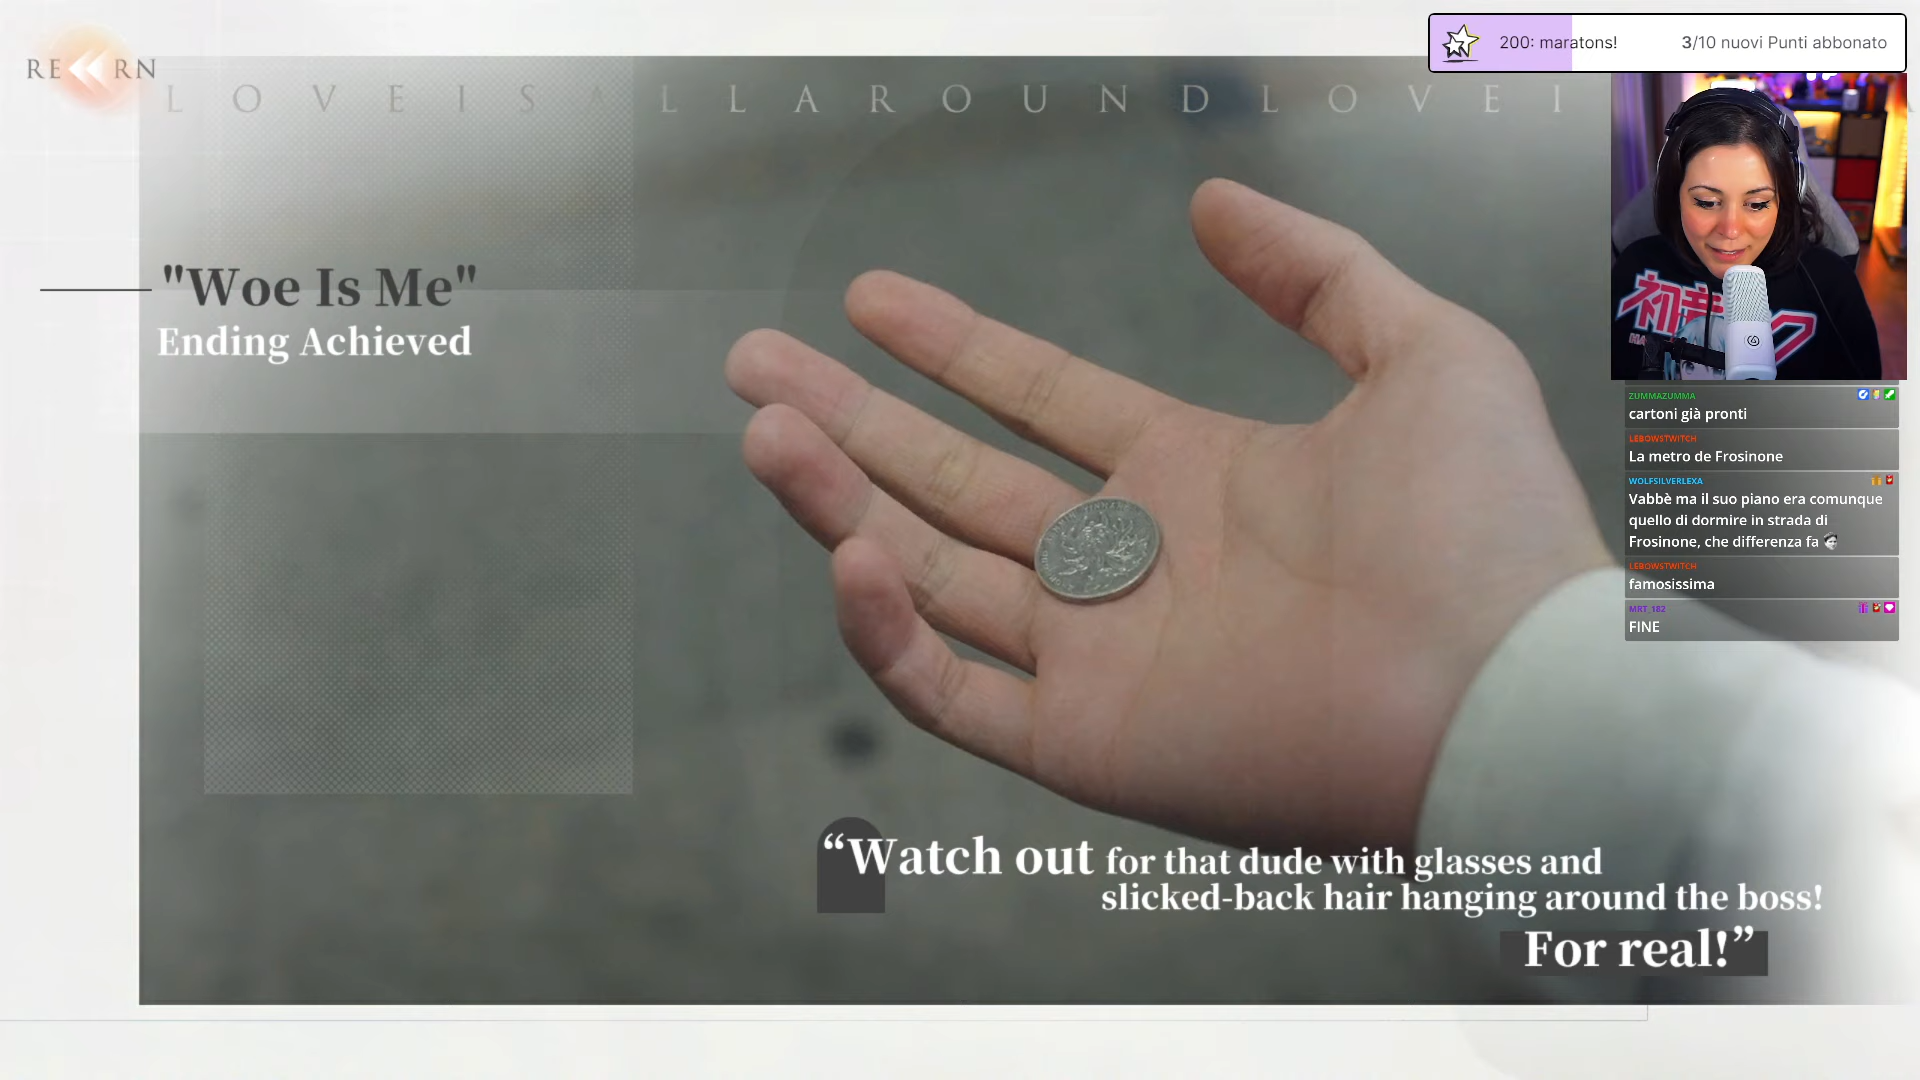 RE RN
200: maratons!
3/10 nuovi Punti abbonato
L O V E I S A L L A R O U N D L O V E I
"Woe Is Me"
Ending Achieved
初音
ZUMMAZUMMA
cartoni già pronti
LEBOWSTWITCH
La metro de Frosinone
WOLFSILVERLEXA
Vabbè ma il suo piano era comunque
quello di dormire in strada di
Frosinone, che differenza fa
LEBOWSTWITCH
famosissima
MRT_182
FINE
“Watch out for that dude with glasses and
slicked-back hair hanging around the boss!
For real!”